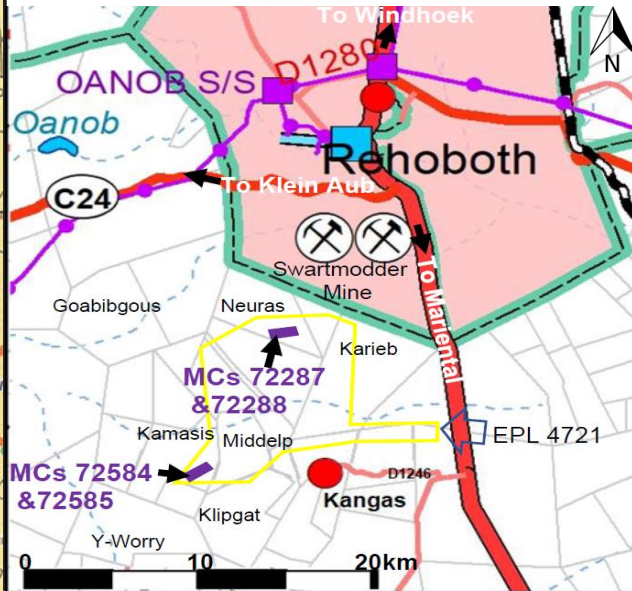 To Windhoek
N
D1280
OANOB S/S
Oanob
Rehoboth
To Klein Aub
C24
Swartmodder
Mine
To Mariental
Goabibgous
Neuras
Karieb
MCs 72287
&72288
Kamasis
Middelp
EPL 4721
MCs 72584
&72585
D1246
Kangas
Klipgat
Y-Worry
0 10 20km